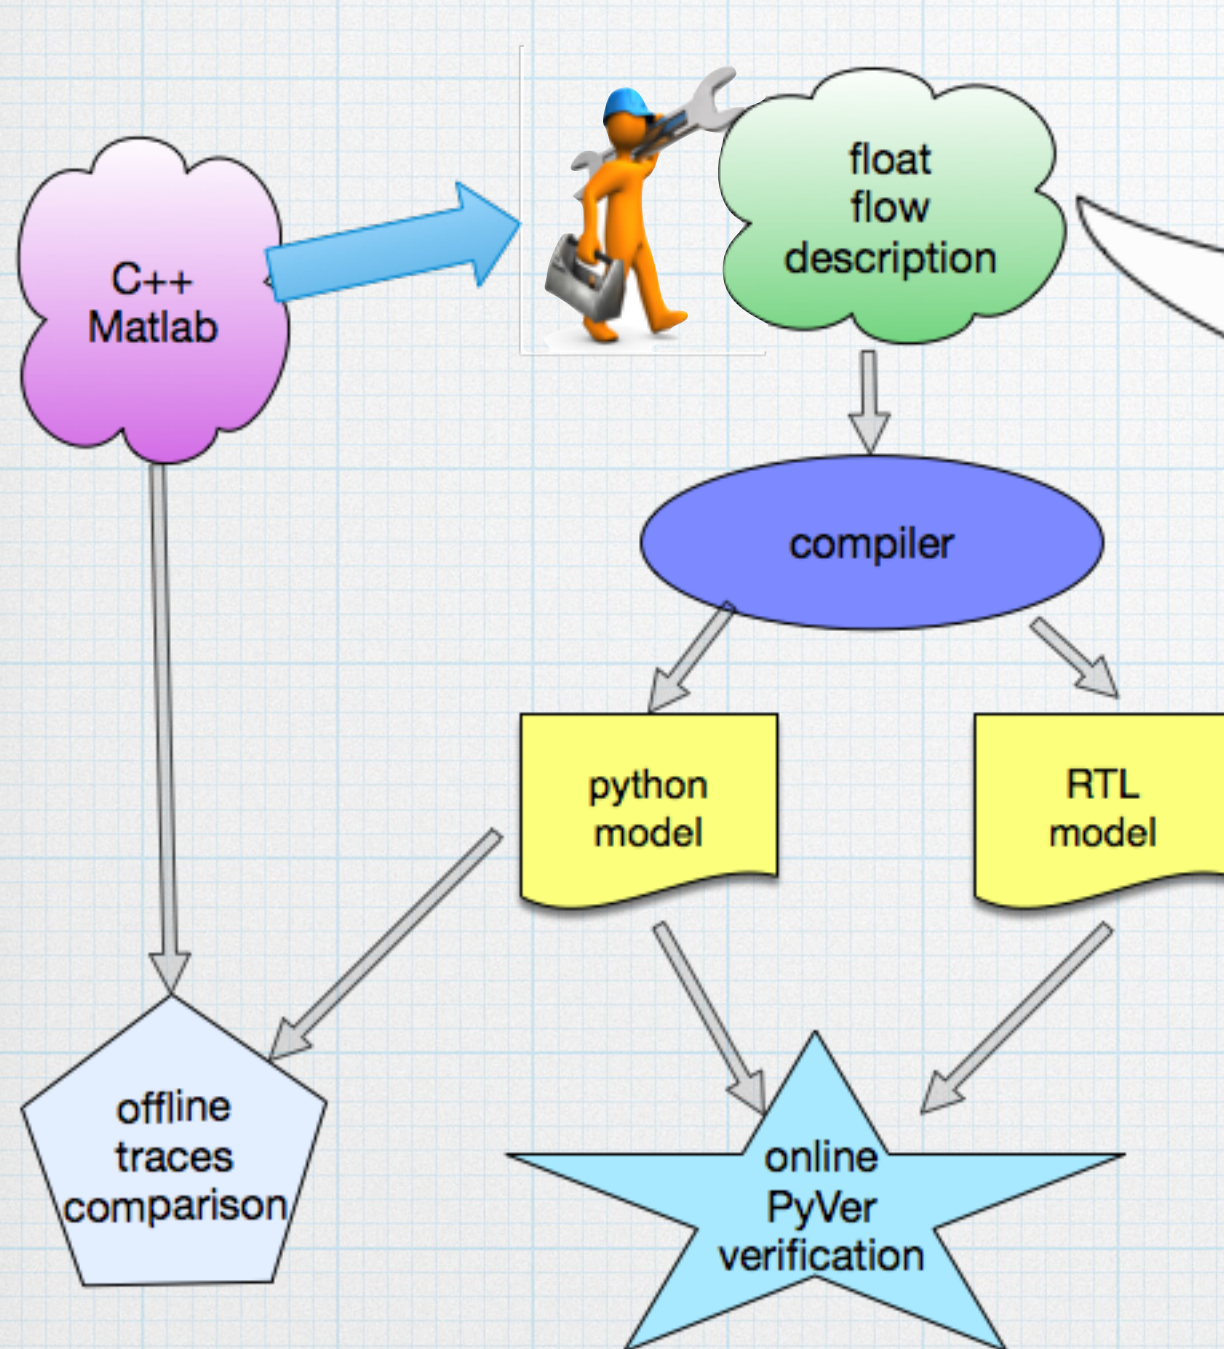 float
flow
description
C++
Matlab
compiler
python
model
RTL
model
offline
traces
comparison
online
PyVer
verification